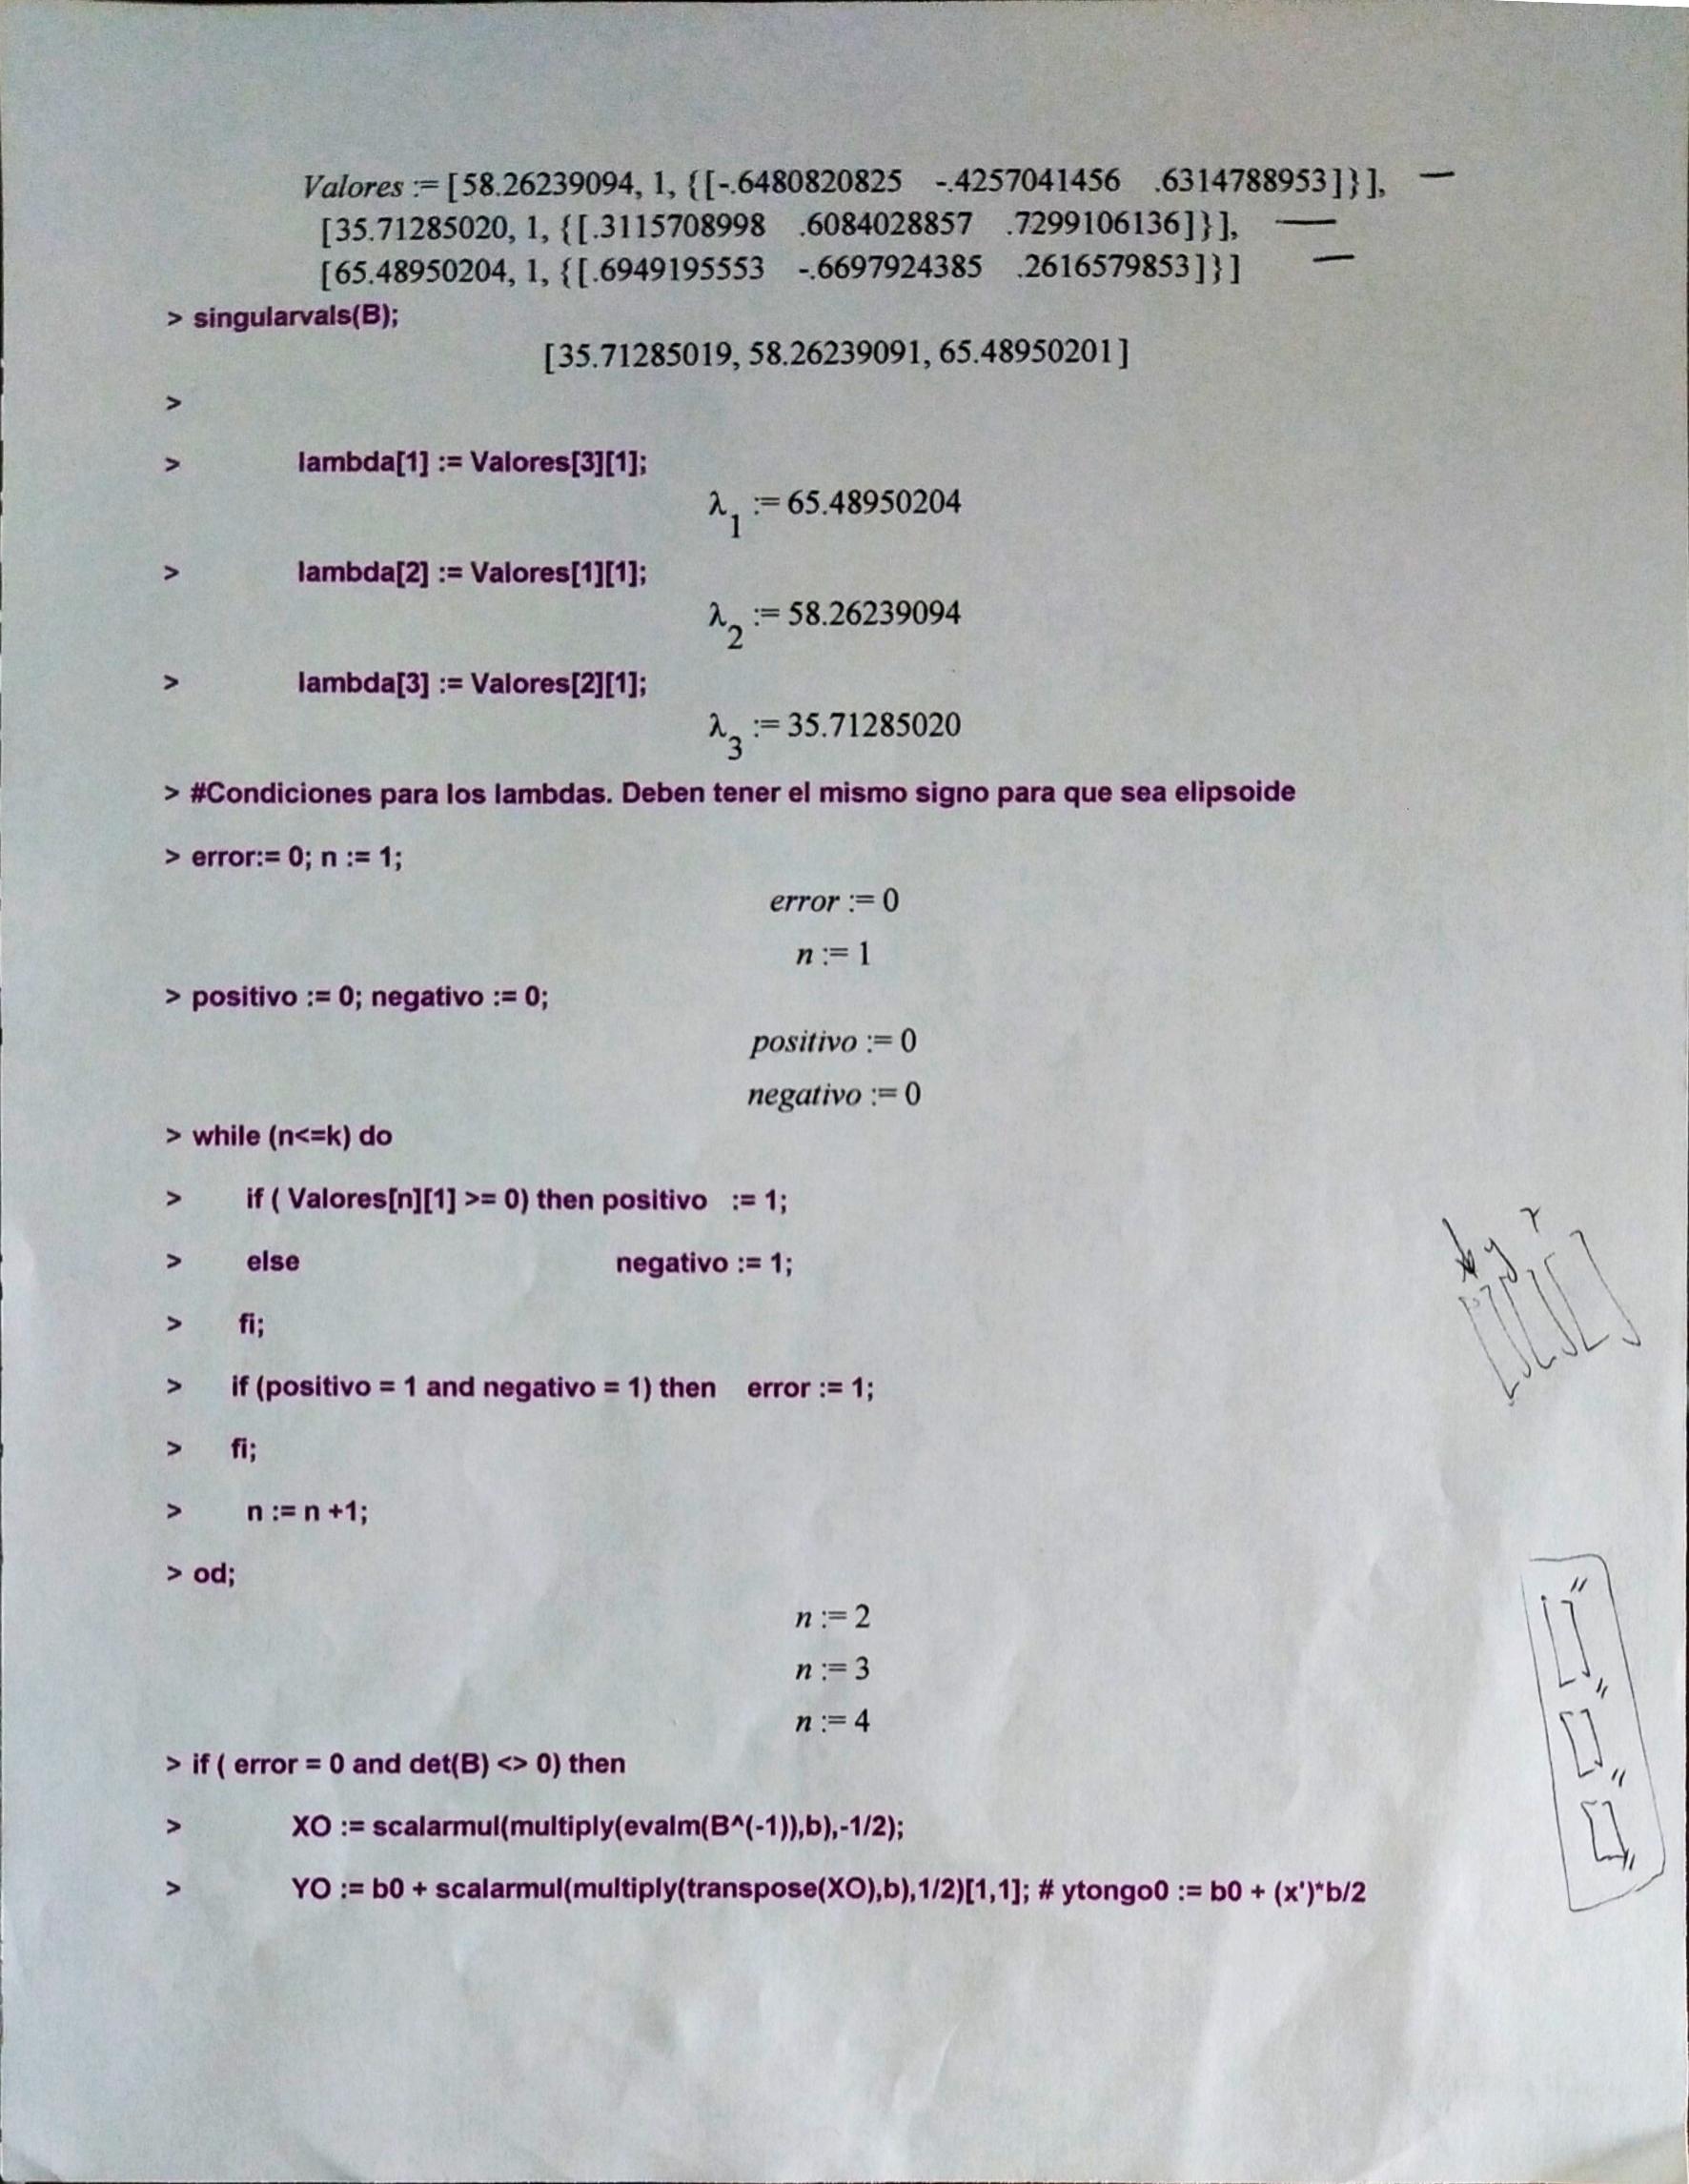 Valores := [58.26239094, 1, {[-.6480820825 -.4257041456 .6314788953]}],
[35.71285020, 1, {[.3115708998 .6084028857 .7299106136]}],
[65.48950204, 1, {[.6949195553 -.6697924385 .2616579853]}]
> singularvals(B);
[35.71285019, 58.26239091, 65.48950201]
>
> lambda[1] := Valores[3][1];
λ1 := 65.48950204
> lambda[2] := Valores[1][1];
λ2 := 58.26239094
> lambda[3] := Valores[2][1];
λ3 := 35.71285020
> #Condiciones para los lambdas. Deben tener el mismo signo para que sea elipsoide
> error:= 0; n := 1;
error := 0
n := 1
> positivo := 0; negativo := 0;
positivo := 0
negativo := 0
> while (n<=k) do
> if ( Valores[n][1] >= 0) then positivo := 1;
> else negativo := 1;
> fi;
> if (positivo = 1 and negativo = 1) then error := 1;
> fi;
> n := n +1;
> od;
n := 2
n := 3
n := 4
> if ( error = 0 and det(B) <> 0) then
> XO := scalarmul(multiply(evalm(B^(-1)),b),-1/2);
> YO := b0 + scalarmul(multiply(transpose(XO),b),1/2)[1,1]; # ytongo0 := b0 + (x')*b/2